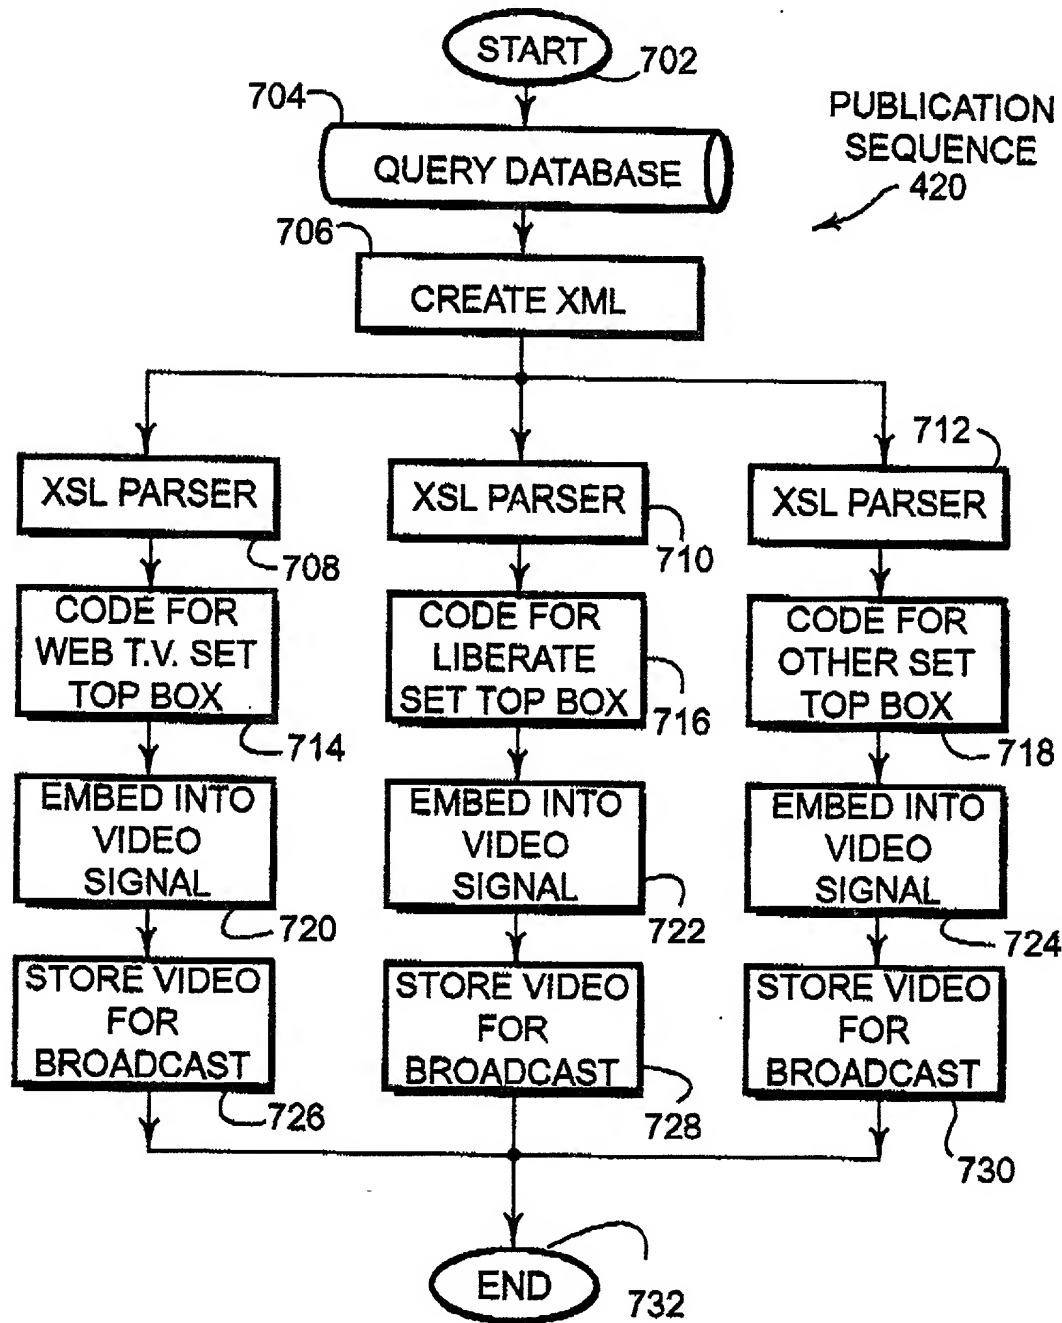 START
702
704
PUBLICATION
SEQUENCE
420
QUERY DATABASE
706
CREATE XML
712
XSL PARSER
XSL PARSER
XSL PARSER
708
710
CODE FOR
WEB T.V. SET
TOP BOX
714
CODE FOR
LIBERATE
SET TOP BOX
716
CODE FOR
OTHER SET
TOP BOX
718
EMBED INTO
VIDEO
SIGNAL
720
EMBED INTO
VIDEO
SIGNAL
722
EMBED INTO
VIDEO
SIGNAL
724
STORE VIDEO
FOR
BROADCAST
726
STORE VIDEO
FOR
BROADCAST
728
STORE VIDEO
FOR
BROADCAST
730
END
732